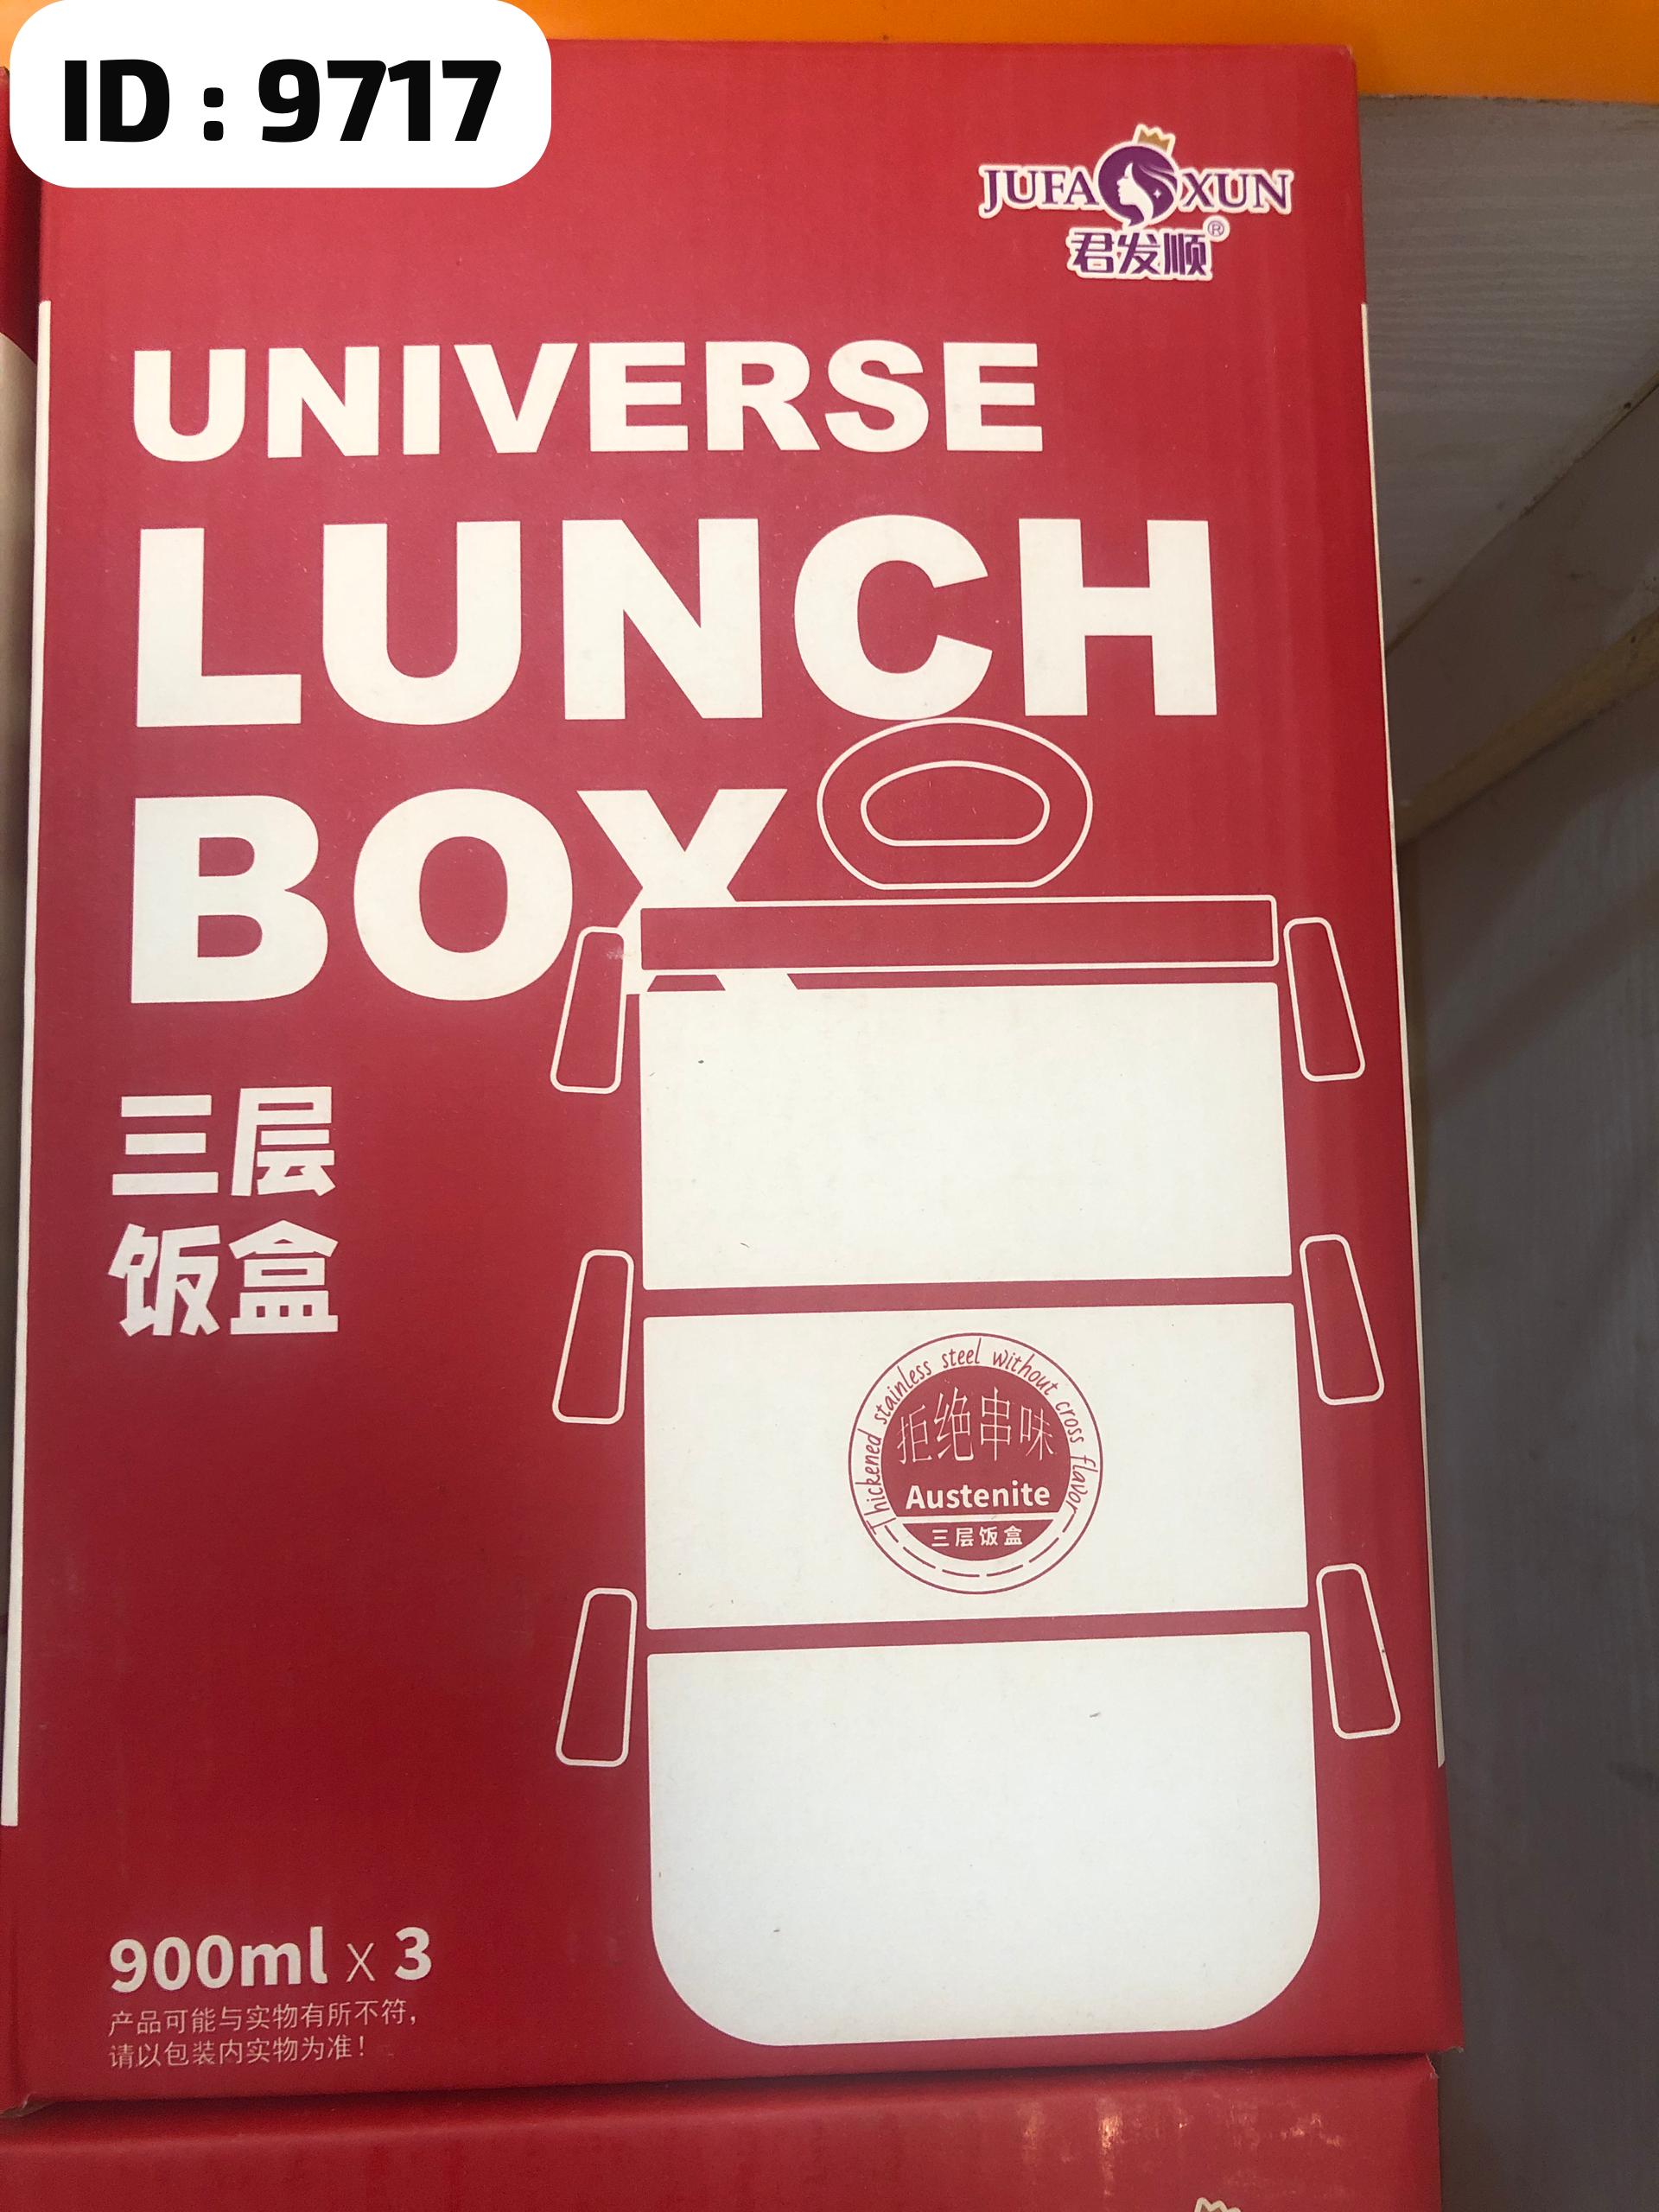 ID : 9717
JUFA XUN
君发顺®
UNIVERSE
LUNCH
BOX
三层
饭盒
Thickened stainless steel without cross flavor
拒绝串味
Austenite
三层饭盒
900ml X 3
产品可能与实物有所不符，
请以包装内实物为准！